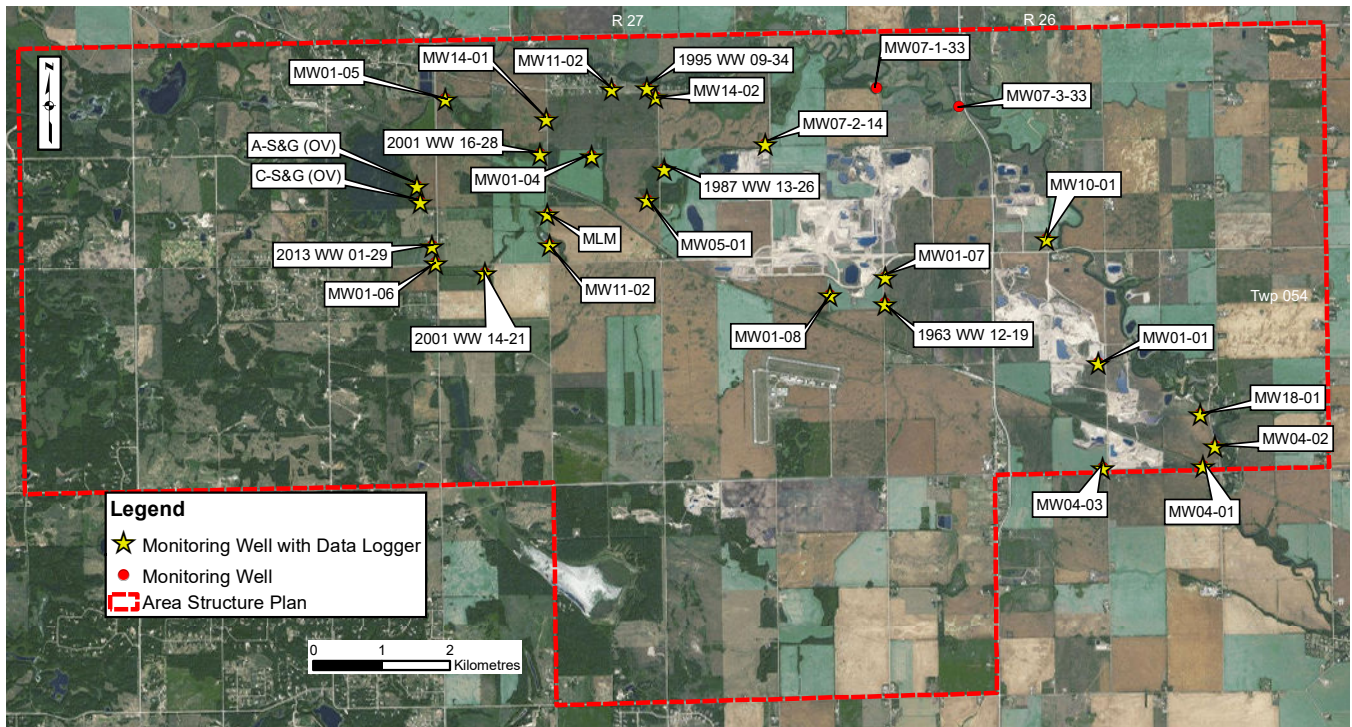 R 27
R 26
MW14-01
MW11-02
1995 WW 09-34
MW07-1-33
MW01-05
MW14-02
MW07-3-33
N
2001 WW 16-28
MW07-2-14
A-S&G (OV)
C-S&G (OV)
MW01-04
1987 WW 13-26
MW10-01
MLM
MW05-01
2013 WW 01-29
MW01-06
MW11-02
MW01-07
Twp 054
2001 WW 14-21
MW01-08
1963 WW 12-19
MW01-01
MW18-01
MW04-02
MW04-03
MW04-01
Legend
Monitoring Well with Data Logger
Monitoring Well
Area Structure Plan
0 1 2
Kilometres